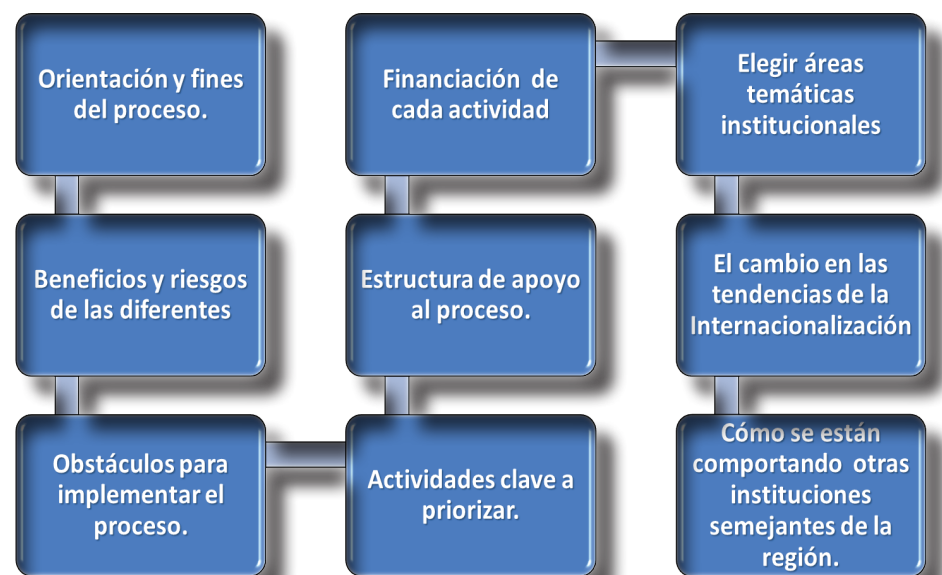 Orientación y fines
del proceso.
Beneficios y riesgos
de las diferentes
Obstáculos para
implementar el
proceso.
Actividades clave a
priorizar.
Estructura de apoyo
al proceso.
Financiación de
cada actividad
Elegir áreas
temáticas
institucionales
El cambio en las
tendencias de la
Internacionalización
Cómo se están
comportando otras
instituciones
semejantes de la
región.